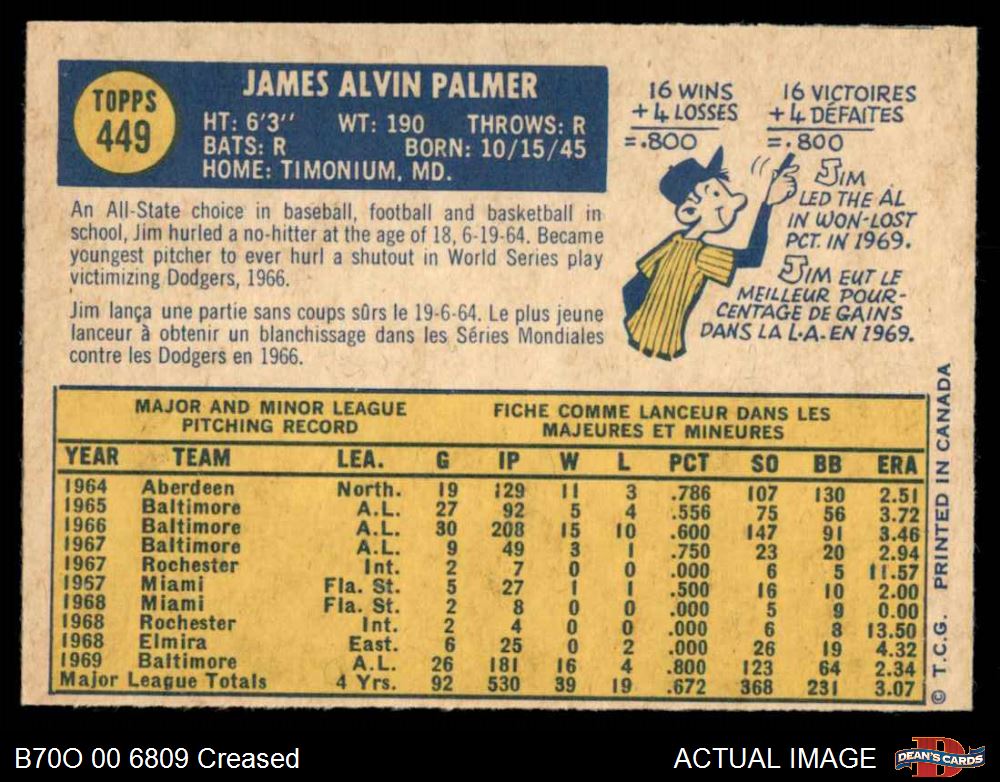 TOPPS
449
JAMES ALVIN PALMER
HT: 6'3" WT: 190 THROWS: R
BATS: R BORN: 10/15/45
HOME: TIMONIUM, MD.
An All-State choice in baseball, football and basketball in
school, Jim hurled a no-hitter at the age of 18, 6-19-64. Became
youngest pitcher to ever hurl a shutout in World Series play
victimizing Dodgers, 1966.
Jim lança une partie sans coups sûrs le 19-6-64. Le plus jeune
lanceur à obtenir un blanchissage dans les Séries Mondiales
contre les Dodgers en 1966.
16 WINS
+ 4 LOSSES
=.800
16 VICTOIRES
+ 4 DÉFAITES
=.800
JIM
LED THE AL
IN WON-LOST
PCT. IN 1969.
JIM EUT LE
MEILLEUR POUR-
CENTAGE DE GAINS
DANS LA L.A. EN 1969.
MAJOR AND MINOR LEAGUE
PITCHING RECORD
FICHE COMME LANCEUR DANS LES
MAJEURES ET MINEURES
YEAR TEAM LEA. G IP W L PCT SO BB ERA
1964 Aberdeen North. 19 129 11 3 .786 107 130 2.51
1965 Baltimore A.L. 27 92 5 4 .556 75 56 3.72
1966 Baltimore A.L. 30 208 15 10 .600 147 91 3.46
1967 Baltimore A.L. 9 49 3 1 .750 23 20 2.94
1967 Rochester Int. 2 7 0 0 .000 6 5 11.57
1957 Miami Fla. St. 5 27 1 1 .500 16 10 2.00
1968 Miami Fla. St. 2 8 0 0 .000 5 9 0.00
1968 Rochester Int. 2 4 0 0 .000 6 8 13.50
1968 Elmira East. 6 25 0 2 .000 26 19 4.32
1969 Baltimore A.L. 26 181 16 4 .800 123 64 2.34
Major League Totals 4 Yrs. 92 530 39 19 .672 368 231 3.07
© T.C.G. PRINTED IN CANADA
B70O 00 6809 Creased
ACTUAL IMAGE
DEAN'S CARDS